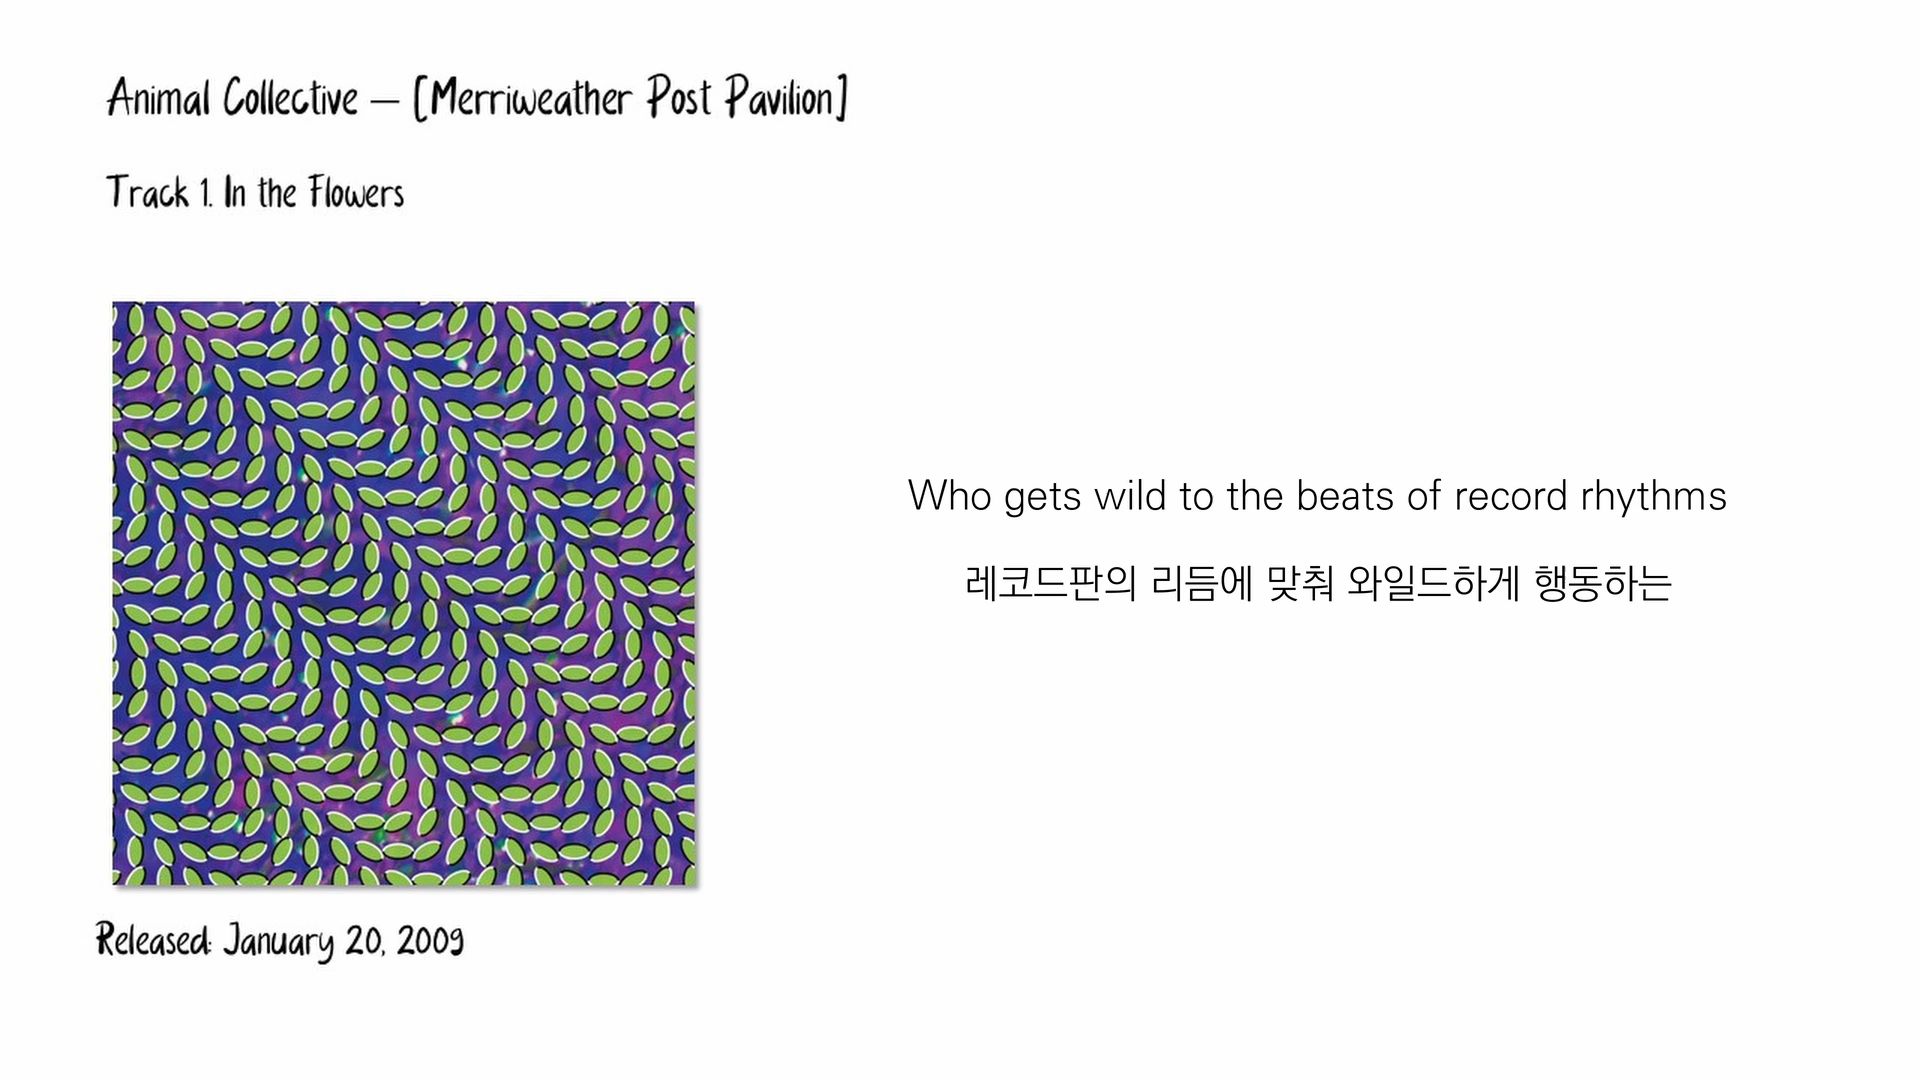 Animal Collective – [Merriweather Post Pavilion]
Track 1. In the Flowers
Who gets wild to the beats of record rhythms
레코드판의 리듬에 맞춰 와일드하게 행동하는
Released: January 20, 2009